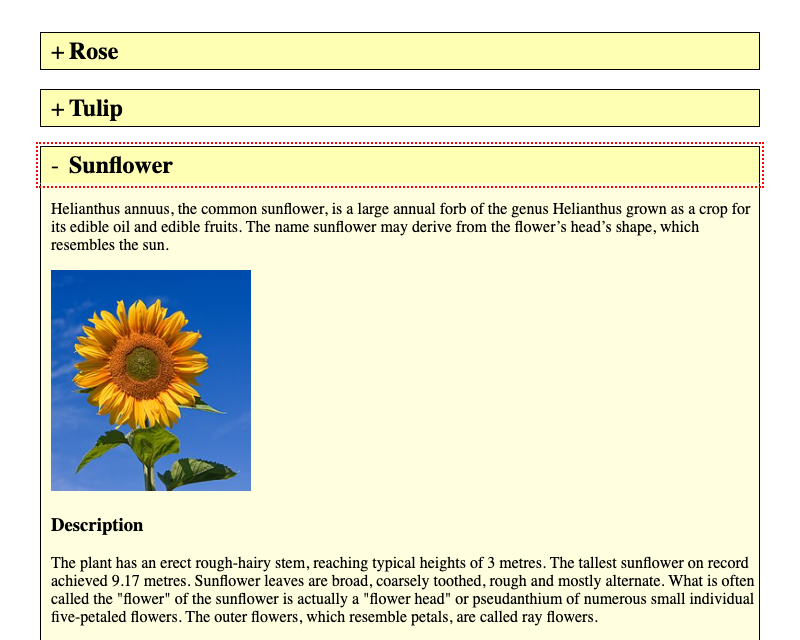 + Rose
+ Tulip
- Sunflower
Helianthus annuus, the common sunflower, is a large annual forb of the genus Helianthus grown as a crop for
its edible oil and edible fruits. The name sunflower may derive from the flower’s head’s shape, which
resembles the sun.
Description
The plant has an erect rough-hairy stem, reaching typical heights of 3 metres. The tallest sunflower on record
achieved 9.17 metres. Sunflower leaves are broad, coarsely toothed, rough and mostly alternate. What is often
called the "flower" of the sunflower is actually a "flower head" or pseudanthium of numerous small individual
five-petaled flowers. The outer flowers, which resemble petals, are called ray flowers.